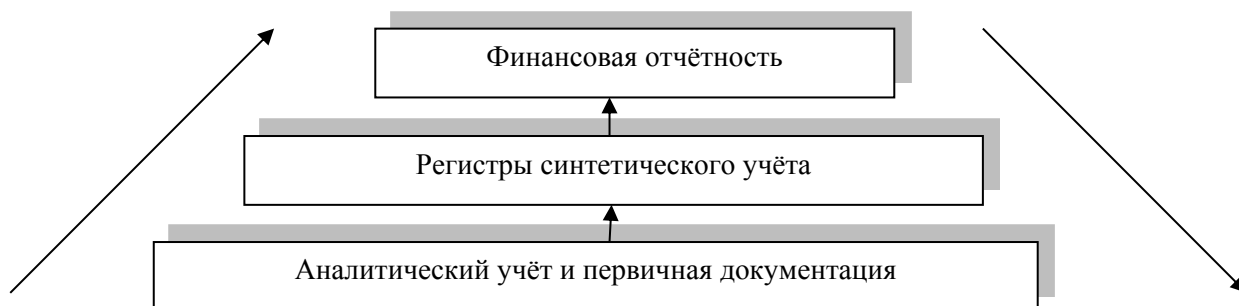 Финансовая отчётность
Регистры синтетического учёта
Аналитический учёт и первичная документация